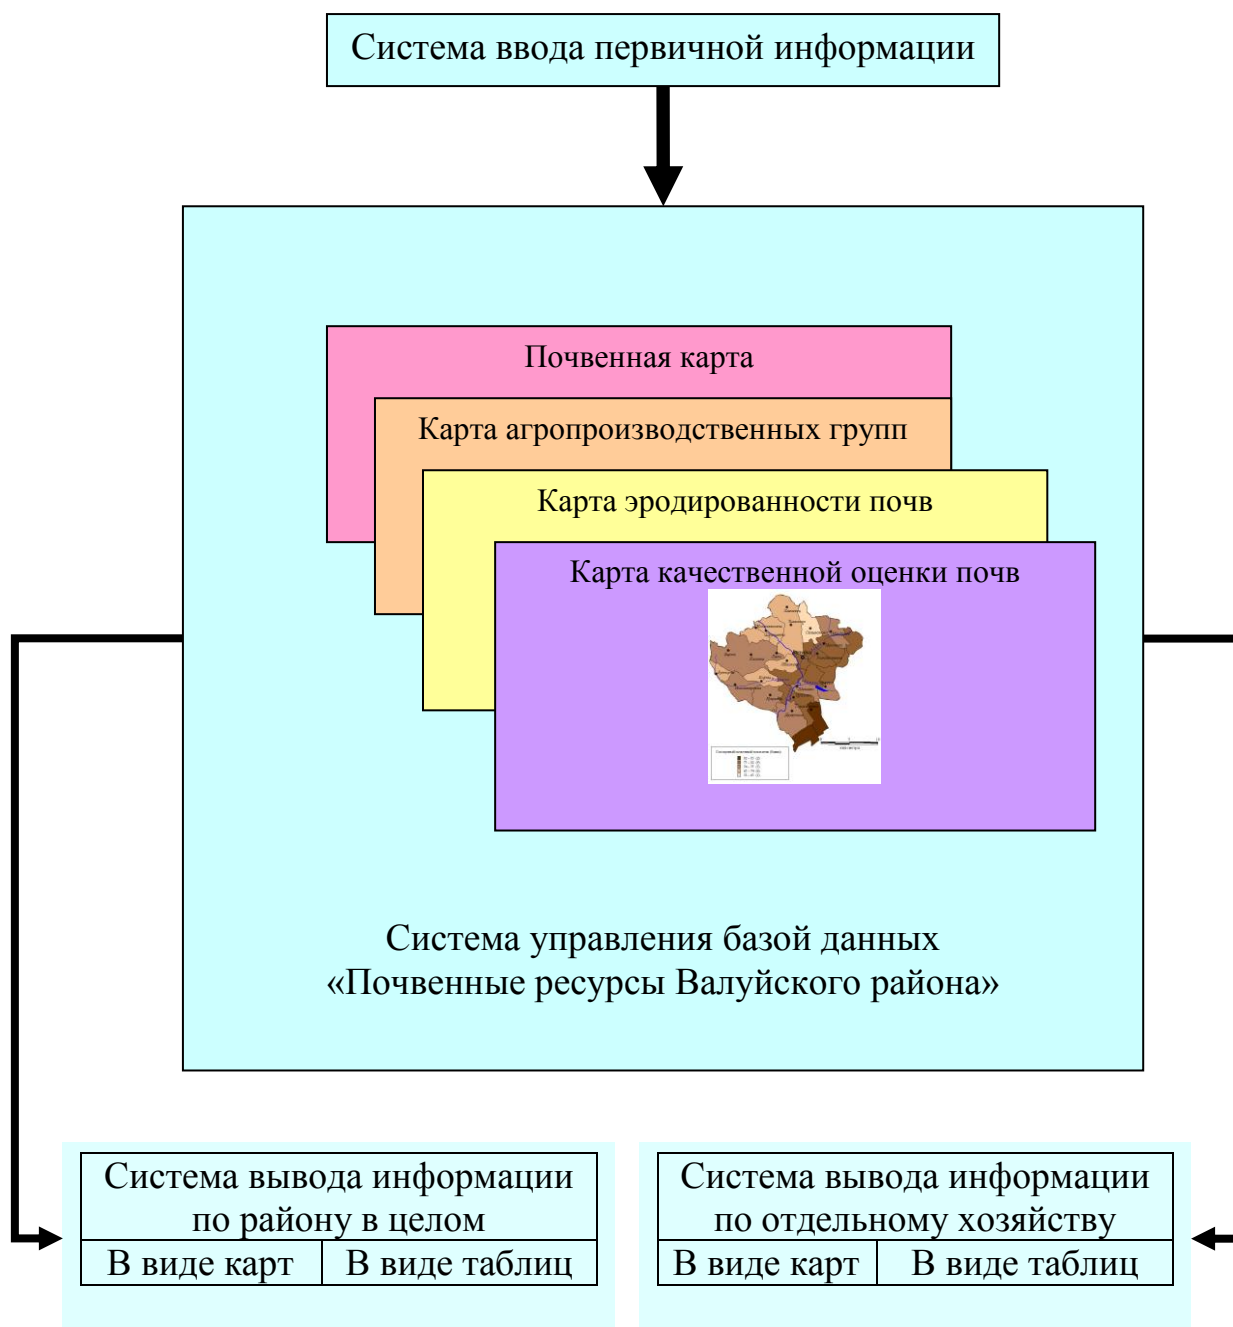 Система ввода первичной информации
Почвенная карта
Карта агропроизводственных групп
Карта эродированности почв
Карта качественной оценки почв
Система управления базой данных
«Почвенные ресурсы Валуйского района»
Система вывода информации
по району в целом
В виде карт
В виде таблиц
Система вывода информации
по отдельному хозяйству
В виде карт
В виде таблиц